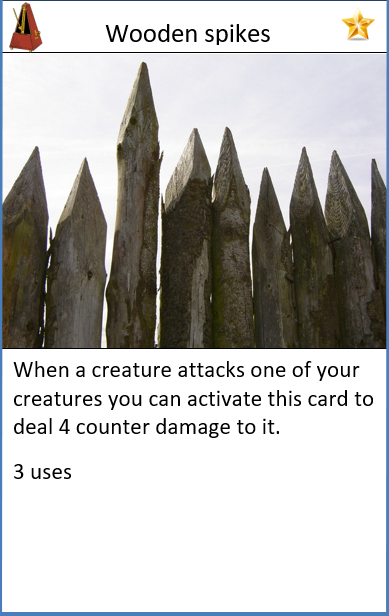 Wooden spikes
When a creature attacks one of your
creatures you can activate this card to
deal 4 counter damage to it.
3 uses